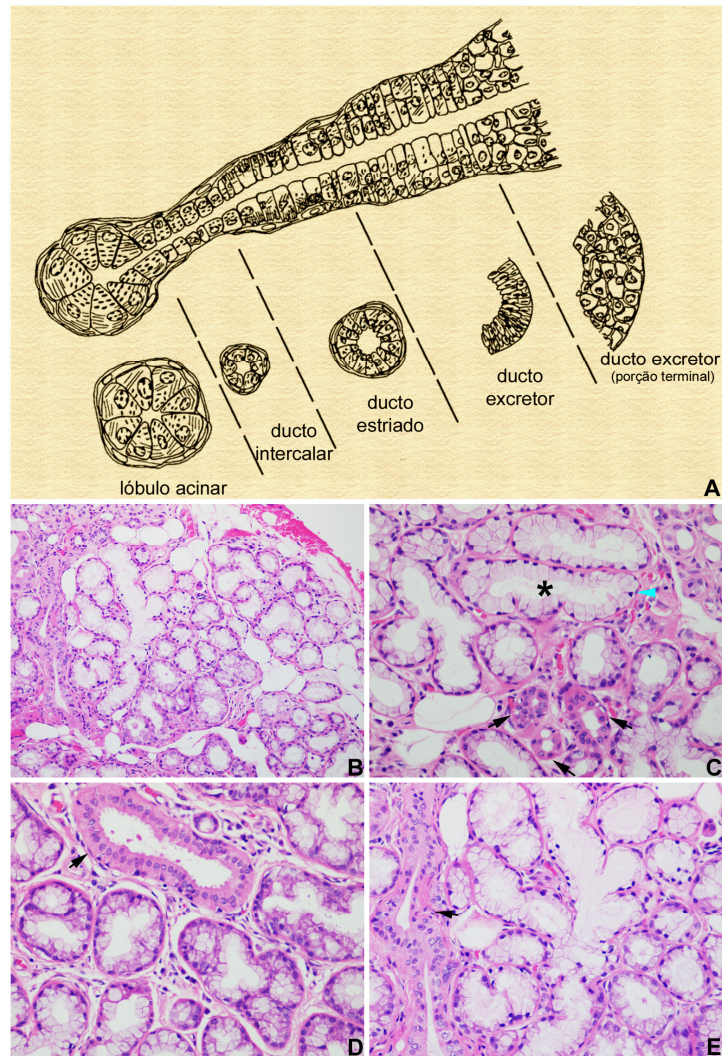 lóbulo acinar
ducto
intercalar
ducto
estriado
ducto
excretor
ducto excretor
(porção terminal)
A
B
*
C
D
E